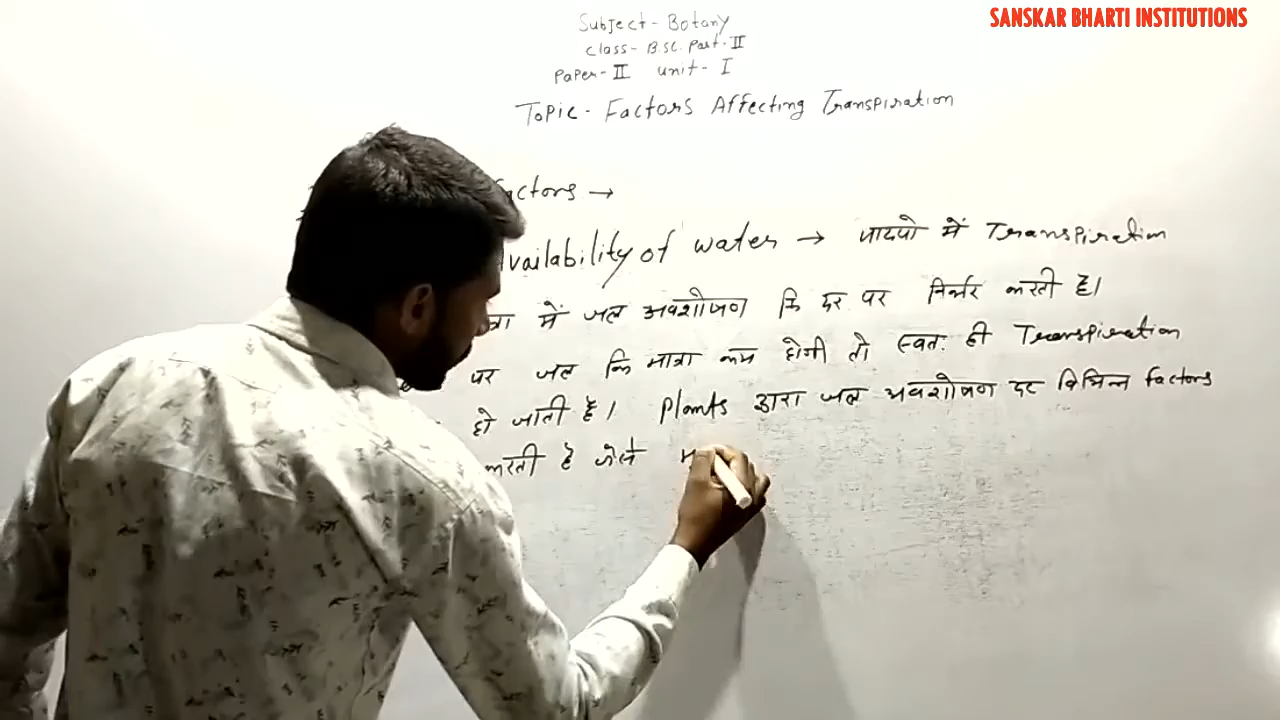 SANSKAR BHARTI INSTITUTIONS
Subject - Botany
Class - B.Sc. Part - II
Paper - II Unit - I
Topic - Factors Affecting Transpiration
factors →
Availability of water → पादपो में Transpiration
में जल अवशोषण कि दर पर निर्भर करती है।
पर जल कि मात्रा कम होगी तो स्वतः ही Transpiration
हो जाती है। Plants द्वारा जल अवशोषण दर विभिन्न factors
करती है जैसे